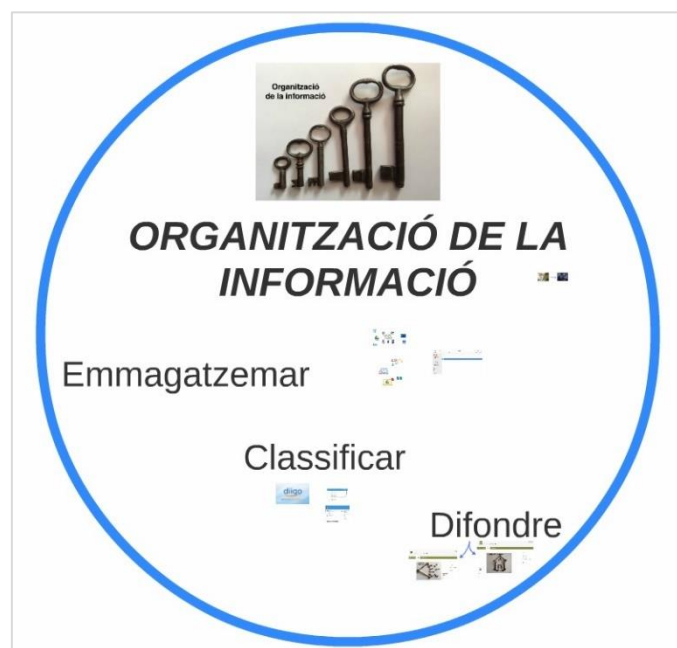 Organització
de la informació
ORGANITZACIÓ DE LA
INFORMACIÓ
Emmagatzemar
Classificar
diigo
Difondre